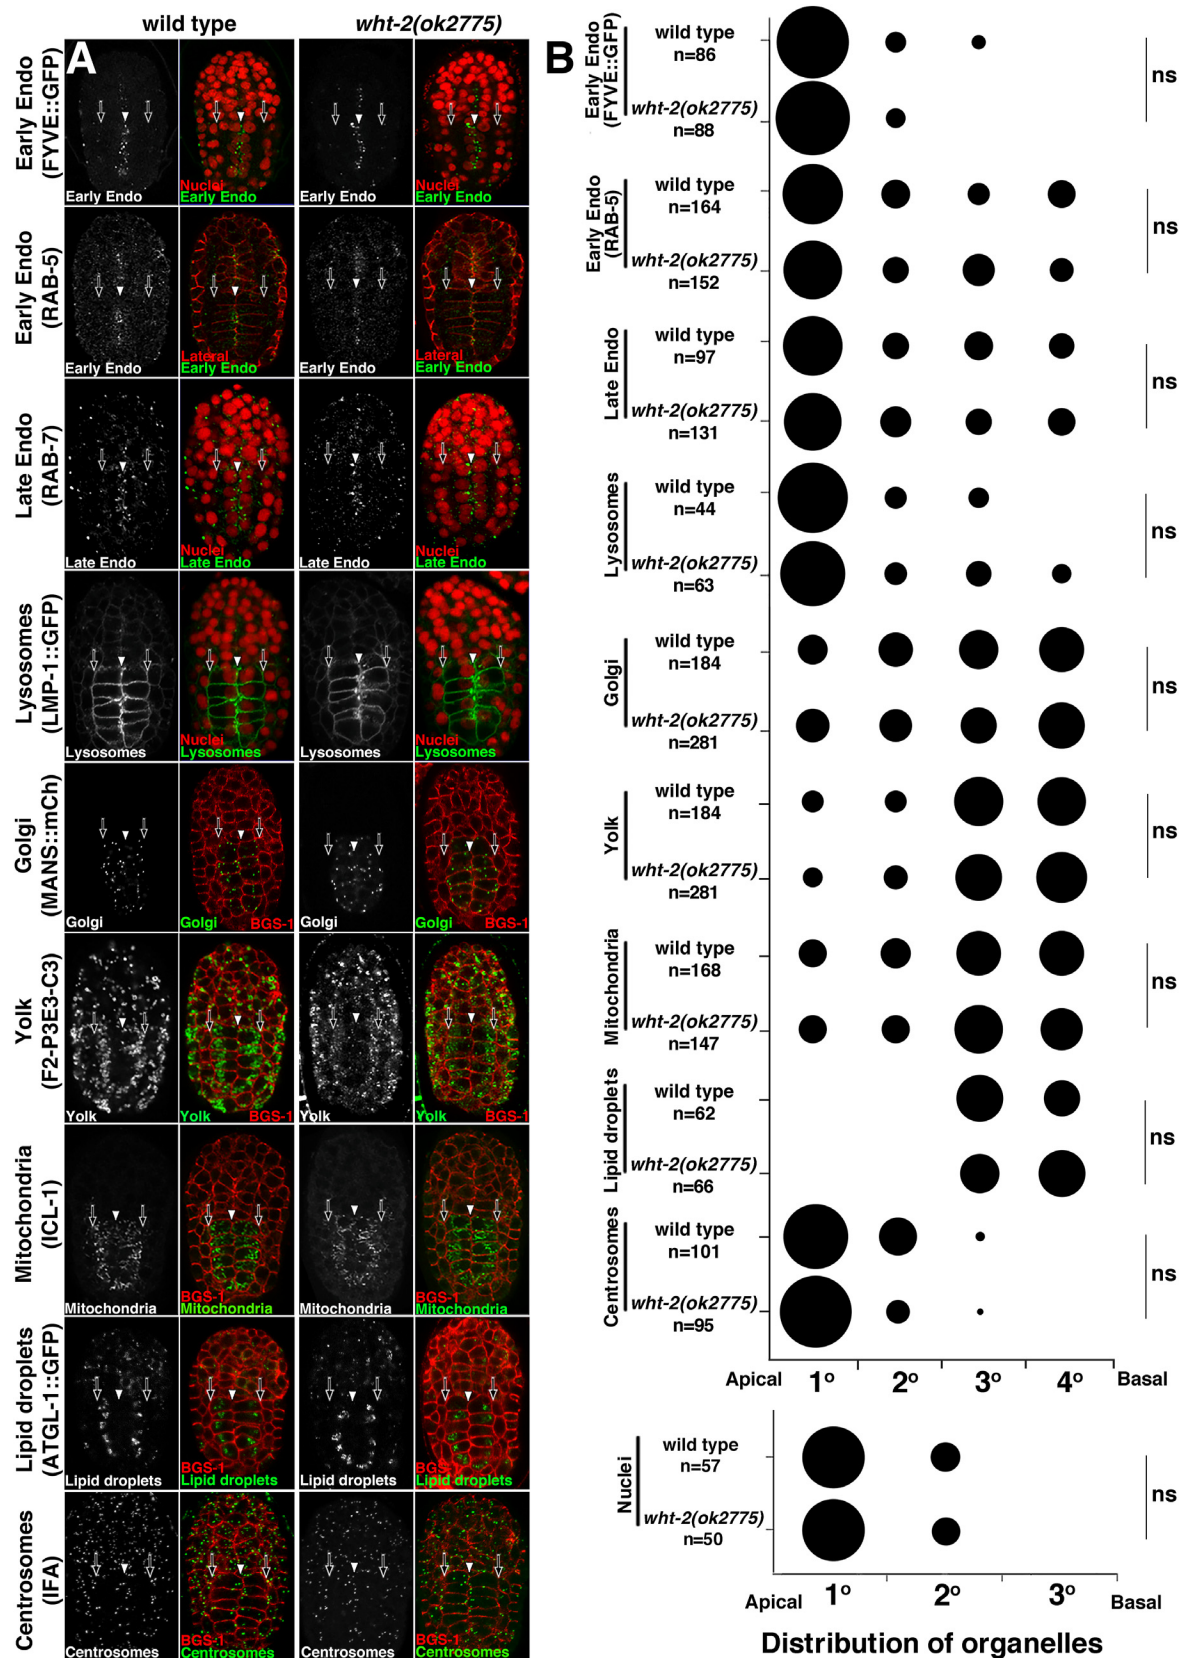 wild type
wht-2(ok2775)
A
Early Endo
(FYVE::GFP)
Early Endo
Nuclei
Early Endo
Early Endo
Nuclei
Early Endo
Early Endo
(RAB-5)
Early Endo
Lateral
Early Endo
Early Endo
Lateral
Early Endo
Late Endo
(RAB-7)
Late Endo
Nuclei
Late Endo
Late Endo
Nuclei
Late Endo
Lysosomes
(LMP-1::GFP)
Lysosomes
Nuclei
Lysosomes
Lysosomes
Nuclei
Lysosomes
Golgi
(MANS::mCh)
Golgi
Golgi BGS-1
Golgi
Golgi BGS-1
Yolk
(F2-P3E3-C3)
Yolk
Yolk BGS-1
Yolk
Yolk BGS-1
Mitochondria
(ICL-1)
Mitochondria
BGS-1
Mitochondria
Mitochondria
BGS-1
Mitochondria
Lipid droplets
(ATGL-1::GFP)
Lipid droplets
BGS-1
Lipid droplets
Lipid droplets
BGS-1
Lipid droplets
Centrosomes
(IFA)
Centrosomes
BGS-1
Centrosomes
Centrosomes
BGS-1
Centrosomes
B
Early Endo
(FYVE::GFP)
wild type
n=86
wht-2(ok2775)
n=88
ns
Early Endo
(RAB-5)
wild type
n=164
wht-2(ok2775)
n=152
ns
Late Endo
wild type
n=97
wht-2(ok2775)
n=131
ns
Lysosomes
wild type
n=44
wht-2(ok2775)
n=63
ns
Golgi
wild type
n=184
wht-2(ok2775)
n=281
ns
Yolk
wild type
n=184
wht-2(ok2775)
n=281
ns
Mitochondria
wild type
n=168
wht-2(ok2775)
n=147
ns
Lipid droplets
wild type
n=62
wht-2(ok2775)
n=66
ns
Centrosomes
wild type
n=101
wht-2(ok2775)
n=95
ns
Apical 1º 2º 3º 4º Basal
Nuclei
wild type
n=57
wht-2(ok2775)
n=50
ns
Apical 1º 2º 3º Basal
Distribution of organelles